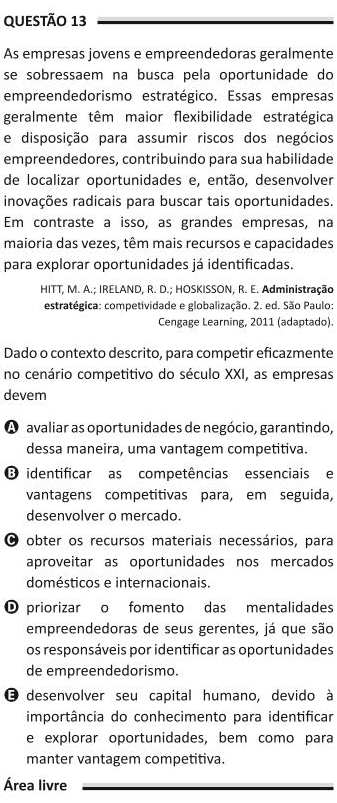 QUESTÃO 13
As empresas jovens e empreendedoras geralmente
se sobressaem na busca pela oportunidade do
empreendedorismo estratégico. Essas empresas
geralmente têm maior flexibilidade estratégica
e disposição para assumir riscos dos negócios
empreendedores, contribuindo para sua habilidade
de localizar oportunidades e, então, desenvolver
inovações radicais para buscar tais oportunidades.
Em contraste a isso, as grandes empresas, na
maioria das vezes, têm mais recursos e capacidades
para explorar oportunidades já identificadas.
HITT, M. A.; IRELAND, R. D.; HOSKISSON, R. E. Administração
estratégica: competividade e globalização. 2. ed. São Paulo:
Cengage Learning, 2011 (adaptado).
Dado o contexto descrito, para competir eficazmente
no cenário competitivo do século XXI, as empresas
devem
A avaliar as oportunidades de negócio, garantindo,
dessa maneira, uma vantagem competitiva.
B identificar as competências essenciais e
vantagens competitivas para, em seguida,
desenvolver o mercado.
C obter os recursos materiais necessários, para
aproveitar as oportunidades nos mercados
domésticos e internacionais.
D priorizar o fomento das mentalidades
empreendedoras de seus gerentes, já que são
os responsáveis por identificar as oportunidades
de empreendedorismo.
E desenvolver seu capital humano, devido à
importância do conhecimento para identificar
e explorar oportunidades, bem como para
manter vantagem competitiva.
Área livre